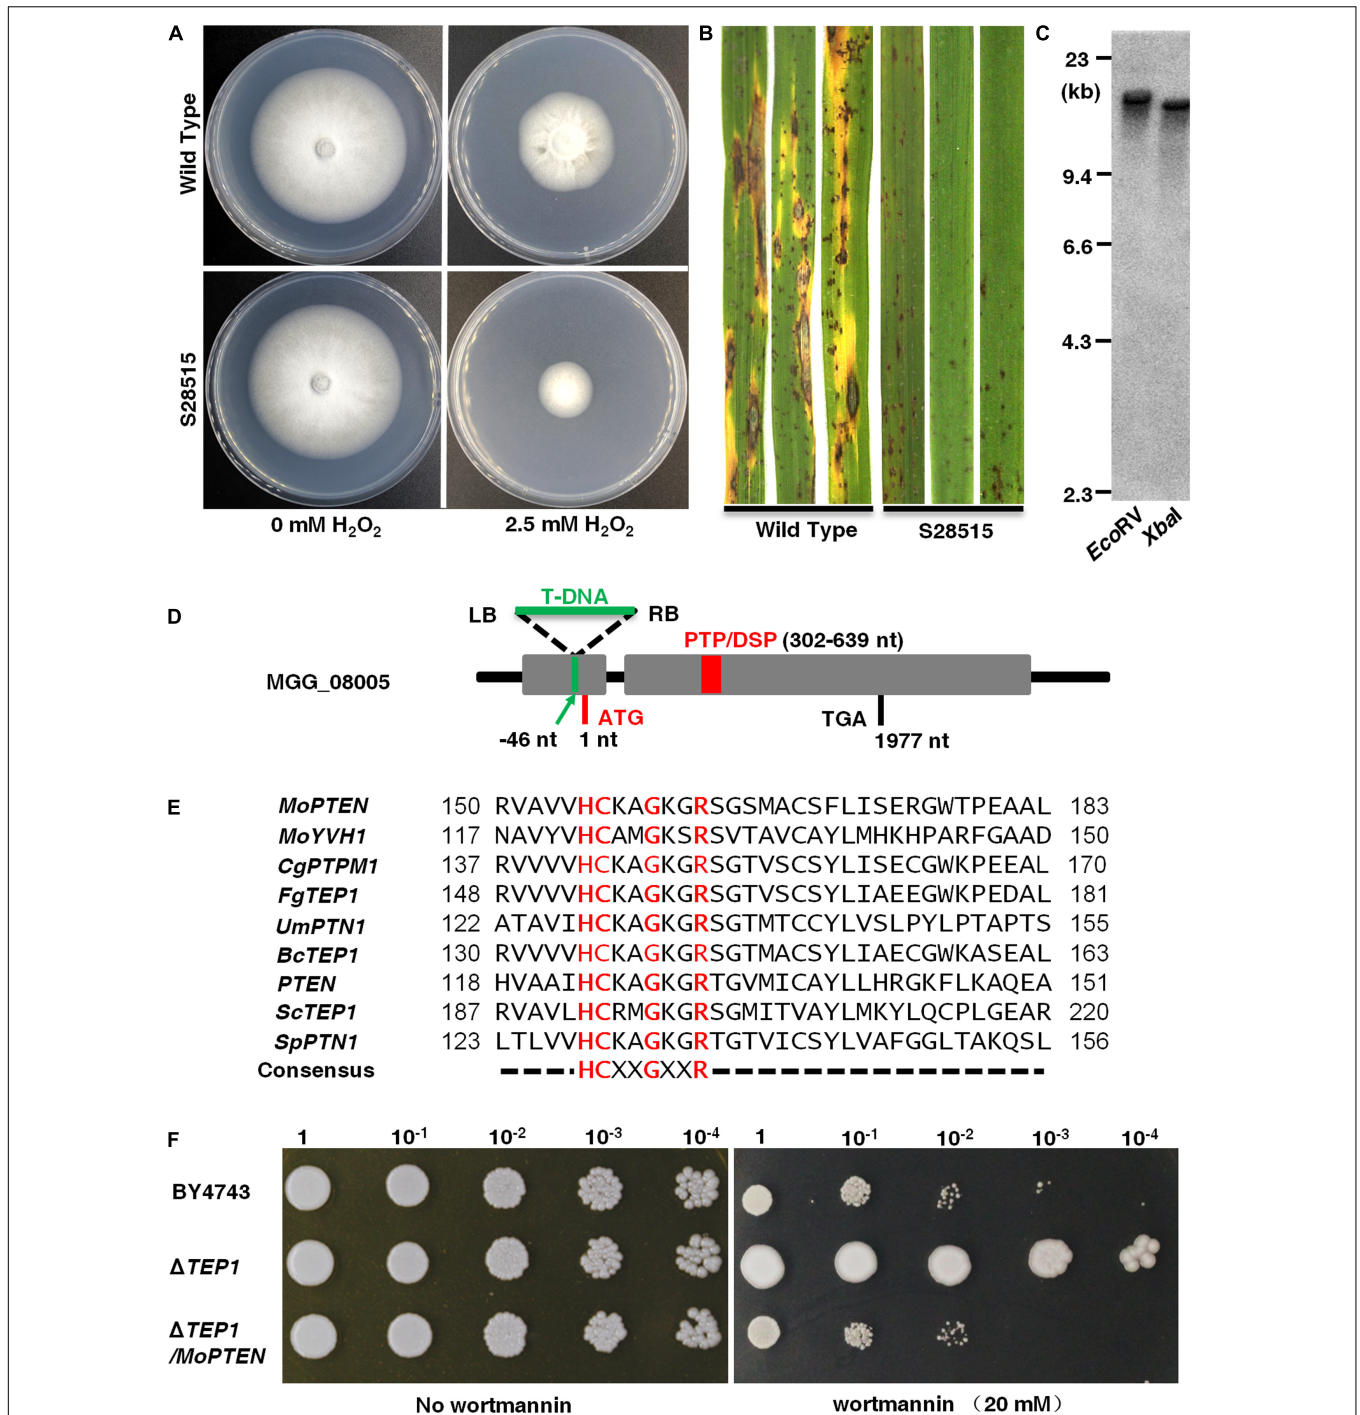 A
Wild Type
S28515
0 mM H₂O₂
2.5 mM H₂O₂
B
Wild Type
S28515
C
23
(kb)
9.4
6.6
4.3
2.3
EcoRV
XbaI
D
T-DNA
LB
RB
PTP/DSP (302-639 nt)
MGG_08005
ATG
TGA
-46 nt
1 nt
1977 nt
E
MoPTEN 150 RVAVVHCKAGKGRSGSMACSFLISERGWTPEAAL 183
MoYVH1 117 NAVYVHCAMGKSRSVTAVCAYLMHKHPARFGAAD 150
CgPTPM1 137 RVVVVHCKAGKGRSGTVSCSYLISECGWKPEEAL 170
FgTEP1 148 RVVVVHCKAGKGRSGTVSCSYLIAEEGWKPEDAL 181
UmPTN1 122 ATAVIHCKAGKGRSGTMTCCYLVSLPYLPTAPTS 155
BcTEP1 130 RVVVVHCKAGKGRSGTMACSYLIAECGWKASEAL 163
PTEN 118 HVAAIHCKAGKGRTGVMICAYLLHRGKFLKAQEA 151
ScTEP1 187 RVAVLHCRMGKGRSGMITVAYLMKYLQCPLGEAR 220
SpPTN1 123 LTLVVHCKAGKGRTGTVICSYLVAFGGLTAKQSL 156
Consensus HCXXGXXR
F
1 10⁻¹ 10⁻² 10⁻³ 10⁻⁴
1 10⁻¹ 10⁻² 10⁻³ 10⁻⁴
BY4743
ΔTEP1
ΔTEP1
/MoPTEN
No wortmannin
wortmannin （20 mM）